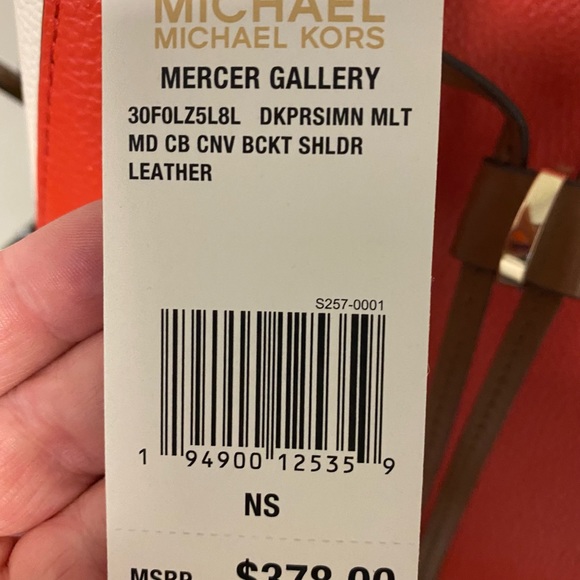 MICHAEL
MICHAEL KORS
MERCER GALLERY
30F0LZ5L8L DKPRSIMN MLT
MD CB CNV BCKT SHLDR
LEATHER
S257-0001
1 94900 12535 9
NS
MSRP $378.00